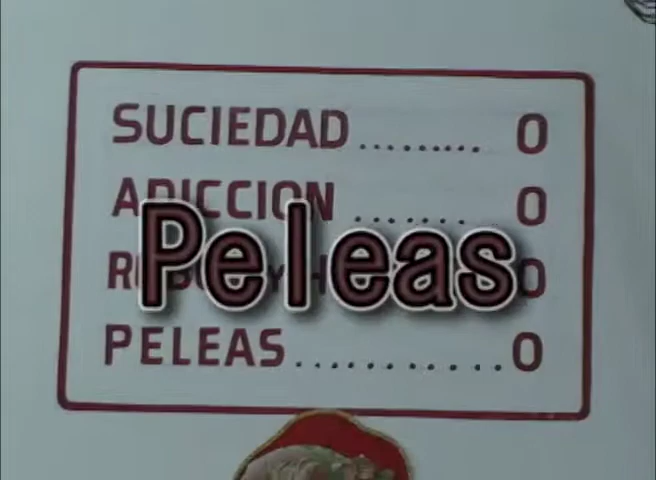 SUCIEDAD......... 0
ADICCION ....... 0
Peleas
0
PELEAS............ 0